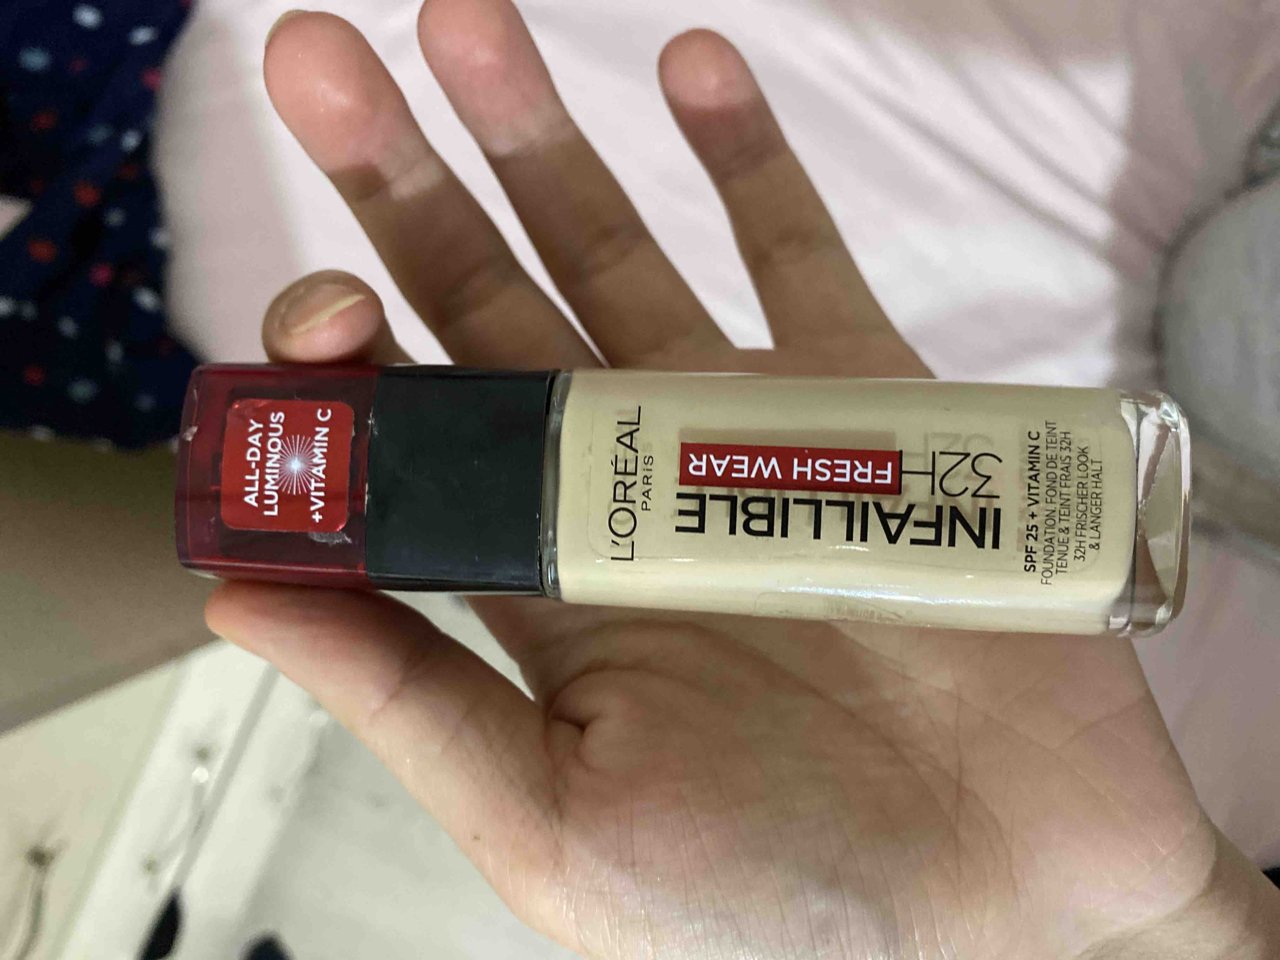 ALL-DAY
LUMINOUS
+VITAMIN C
L'ORÉAL
PARIS
INFAILLIBLE
FRESH WEAR
32H
SPF 25 + VITAMIN C
FOUNDATION. FOND DE TEINT
TENUE & TEINT FRAIS 32H
32H FRISCHER LOOK
& LANGER HALT